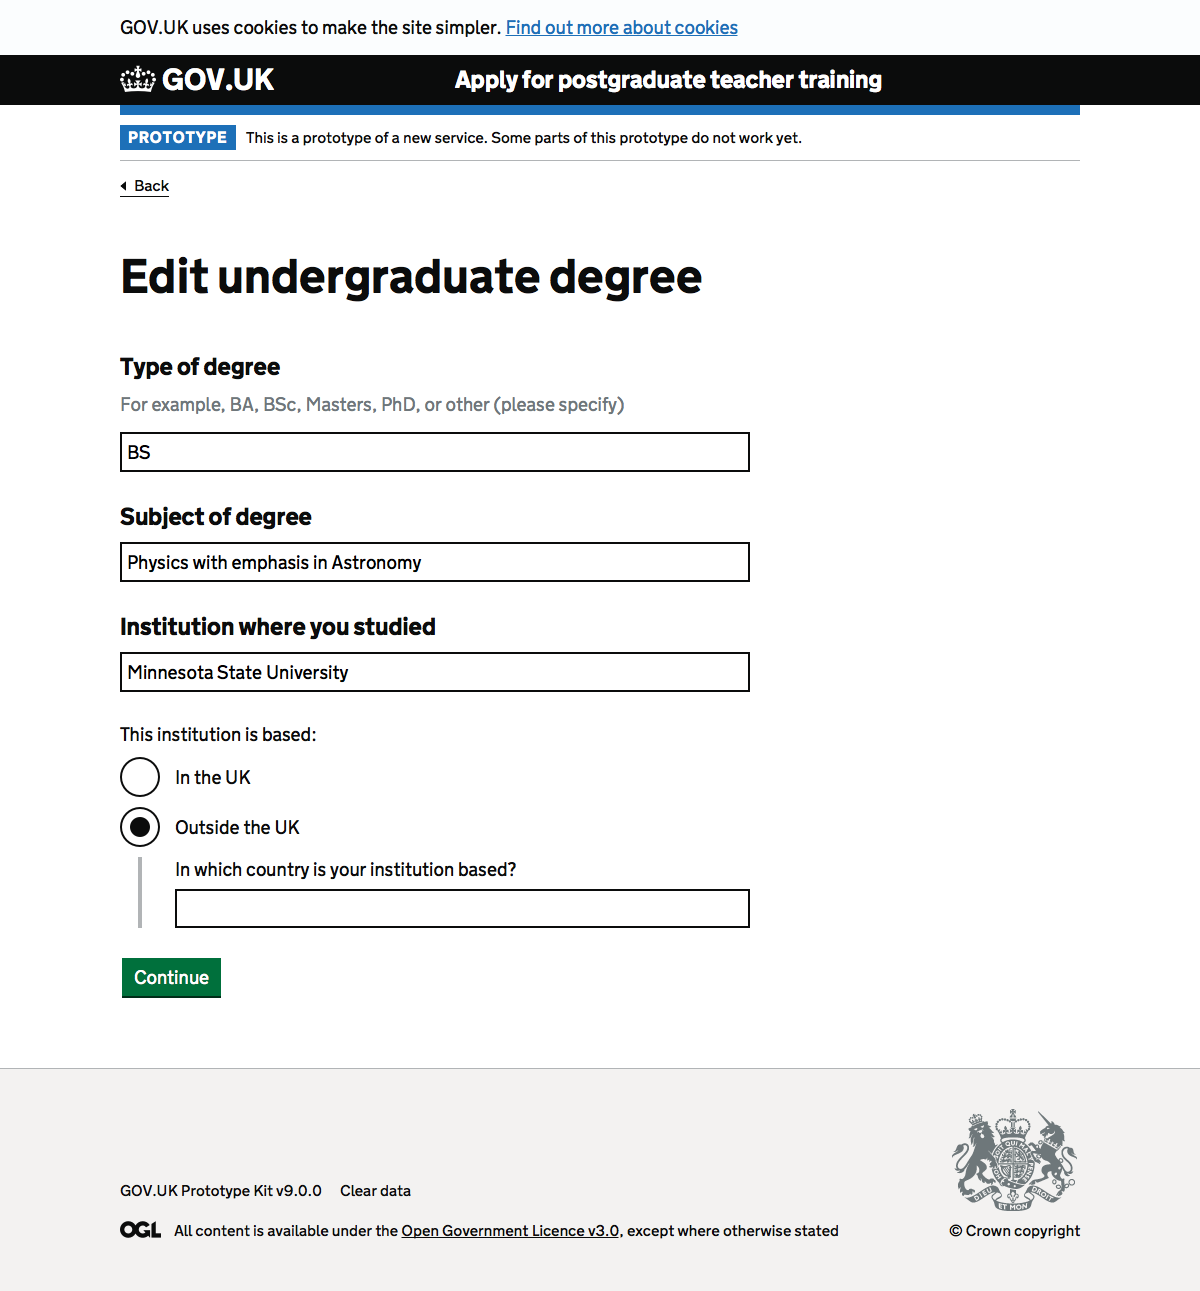 GOV.UK uses cookies to make the site simpler. Find out more about cookies
GOV.UK Apply for postgraduate teacher training
PROTOTYPE This is a prototype of a new service. Some parts of this prototype do not work yet.
Back
Edit undergraduate degree
Type of degree
For example, BA, BSc, Masters, PhD, or other (please specify)
BS
Subject of degree
Physics with emphasis in Astronomy
Institution where you studied
Minnesota State University
This institution is based:
In the UK
Outside the UK
In which country is your institution based?
Continue
GOV.UK Prototype Kit v9.0.0 Clear data
DIEU ET MON DROIT
OGL All content is available under the Open Government Licence v3.0, except where otherwise stated
© Crown copyright